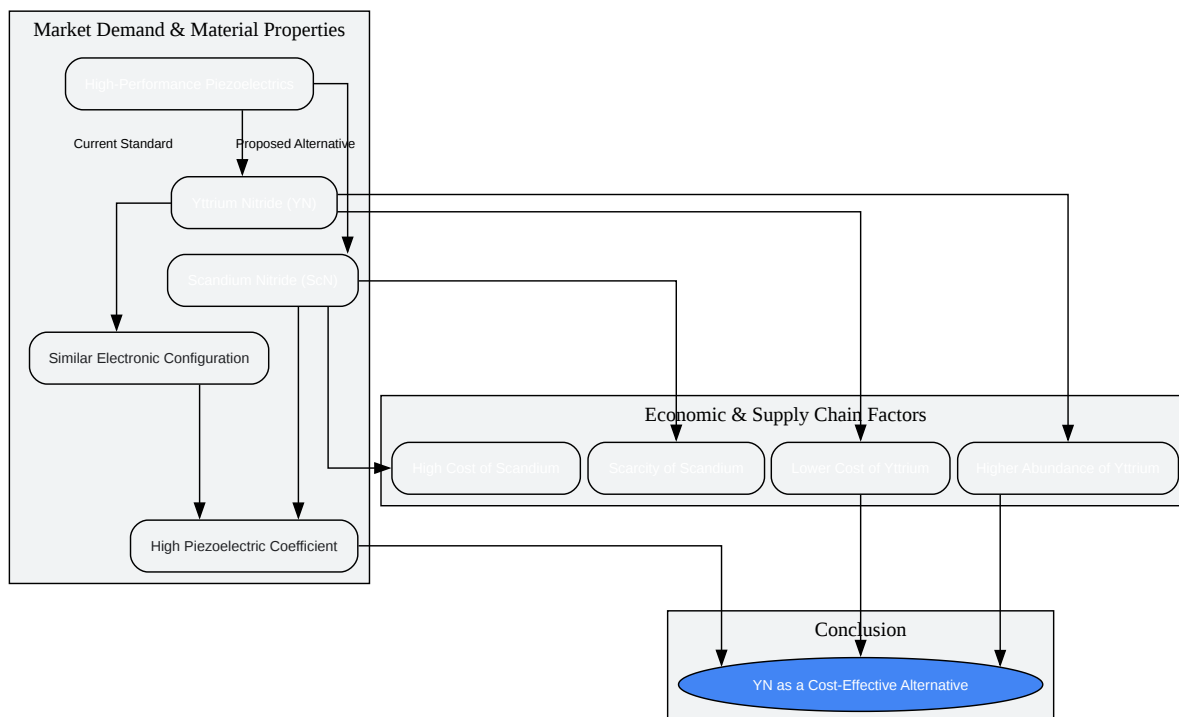 Market Demand & Material Properties
High-Performance Piezoelectrics
Current Standard
Proposed Alternative
Yttrium Nitride (YN)
Scandium Nitride (ScN)
Similar Electronic Configuration
Economic & Supply Chain Factors
High Cost of Scandium
Scarcity of Scandium
Lower Cost of Yttrium
Higher Abundance of Yttrium
High Piezoelectric Coefficient
Conclusion
YN as a Cost-Effective Alternative